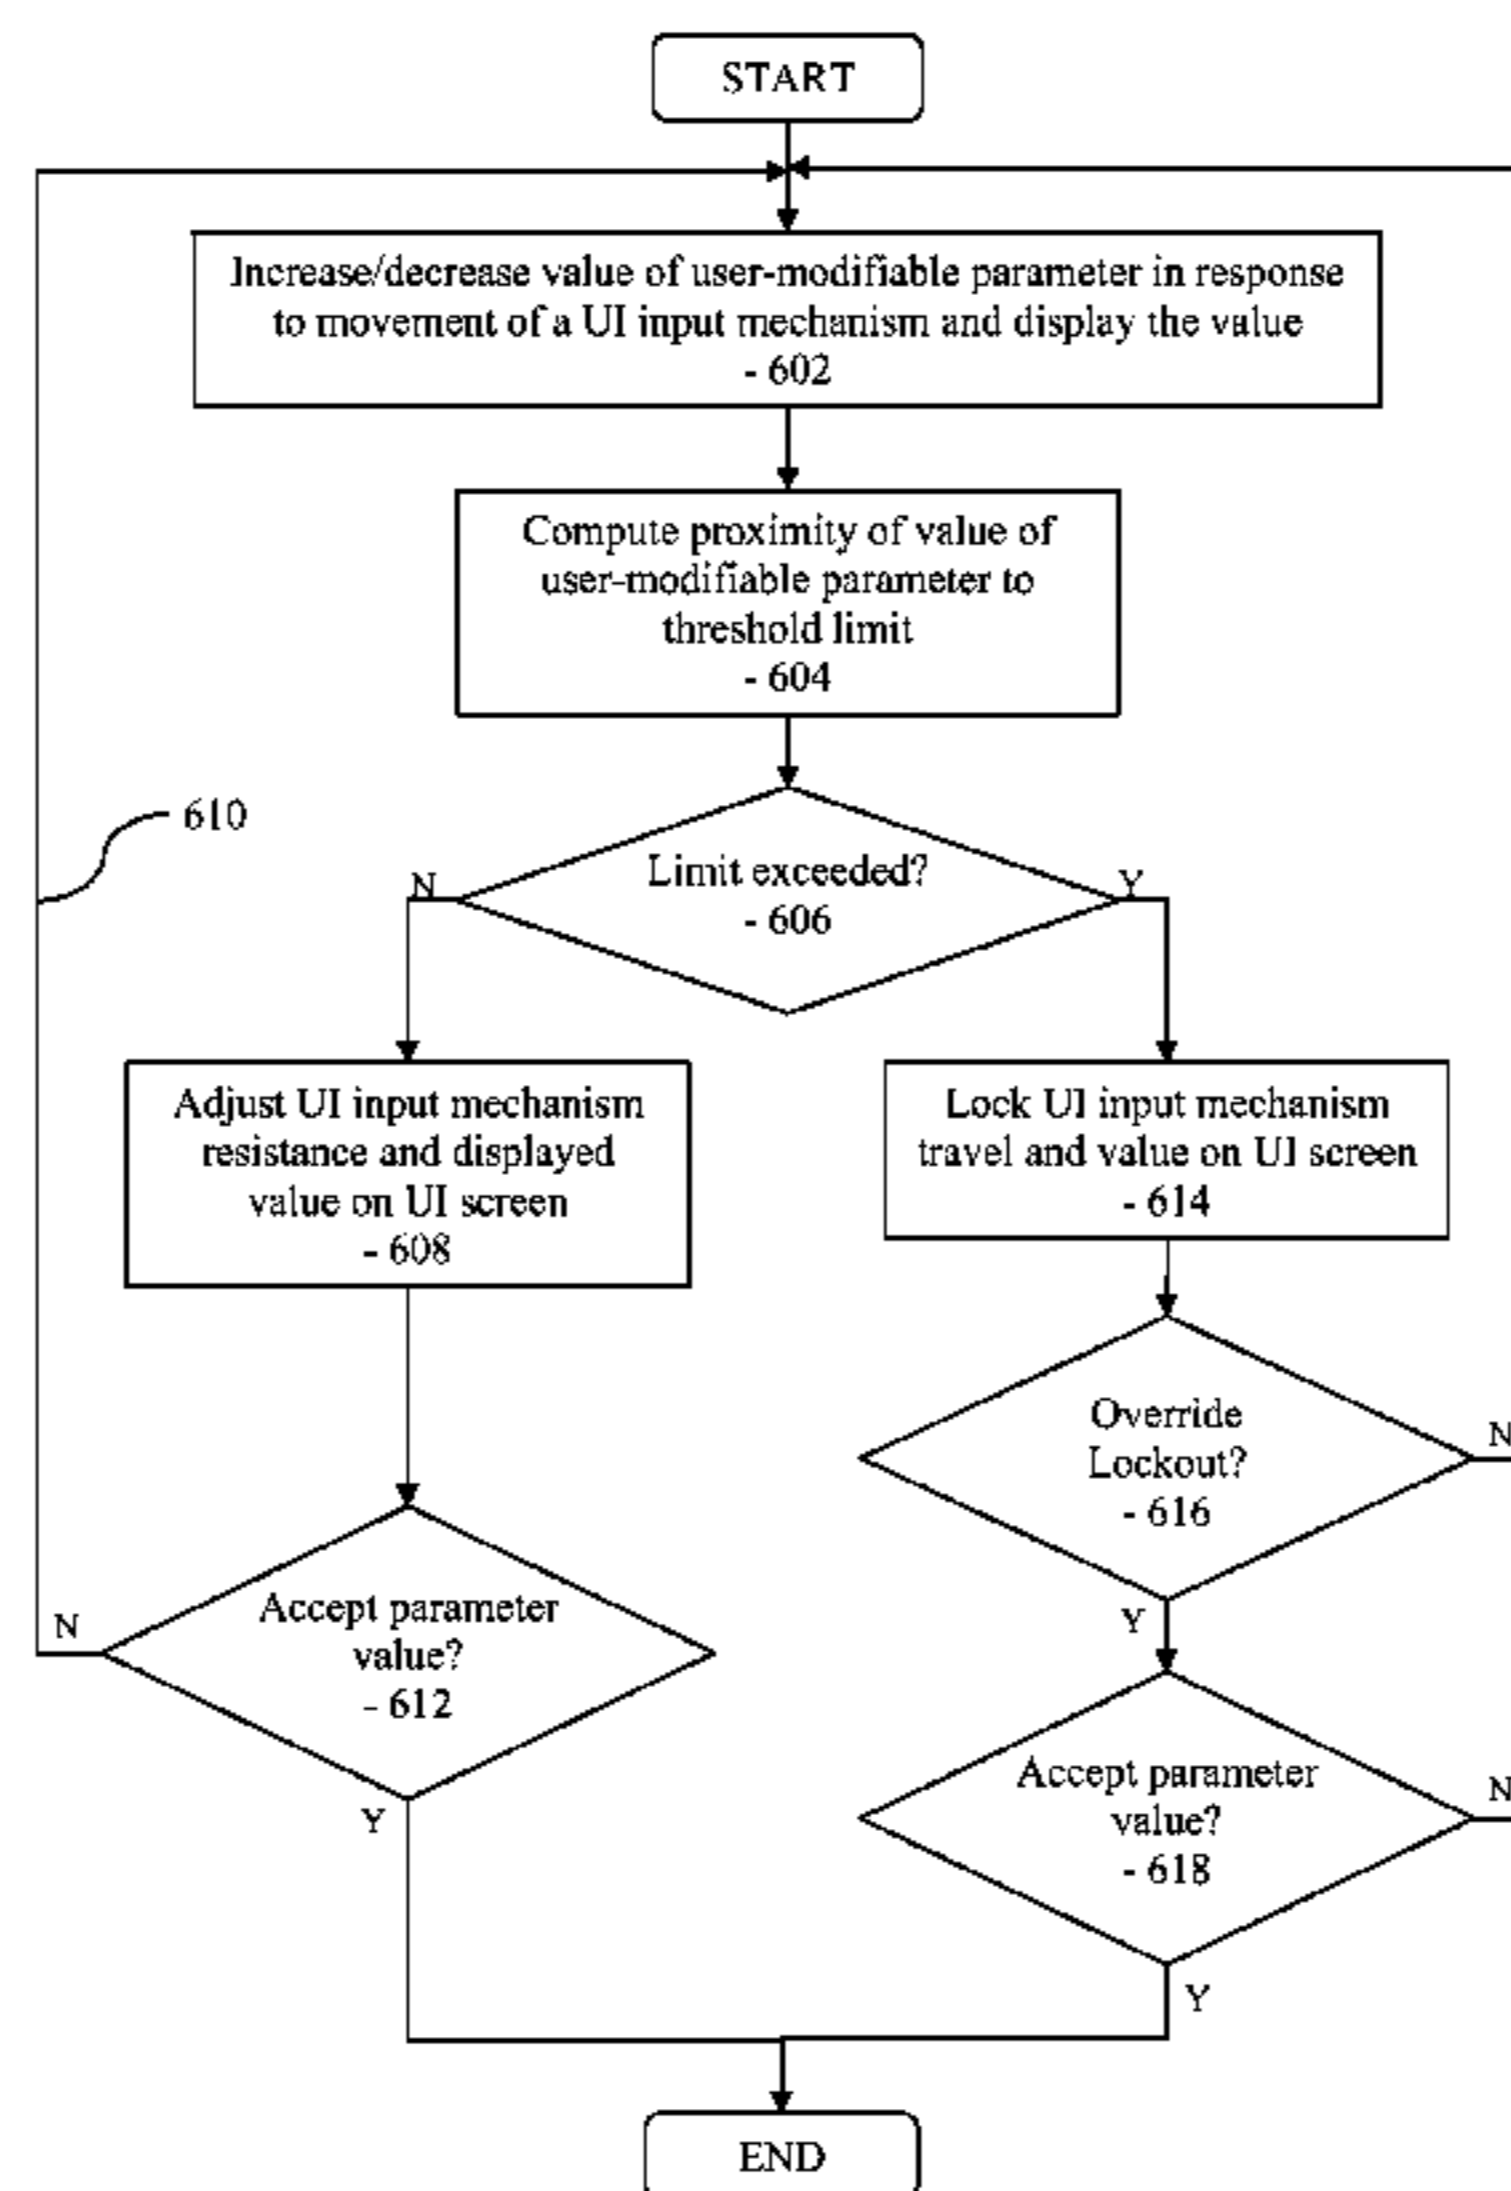 START
Increase/decrease value of user-modifiable parameter in response
to movement of a UI input mechanism and display the value
- 602
Compute proximity of value of
user-modifiable parameter to
threshold limit
- 604
610
Limit exceeded?
- 606
N
Y
Adjust UI input mechanism
resistance and displayed
value on UI screen
- 608
Lock UI input mechanism
travel and value on UI screen
- 614
Override
Lockout?
- 616
N
Y
Accept parameter
value?
- 612
N
Y
Accept parameter
value?
- 618
N
Y
END